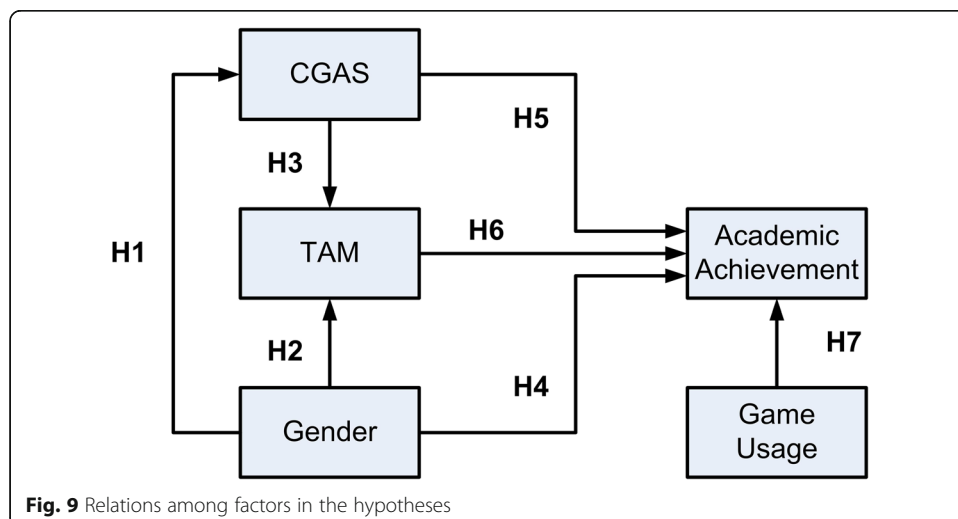 CGAS
H5
H3
H1
TAM
H6
Academic
Achievement
H2
H7
H4
Gender
Game
Usage
Fig. 9 Relations among factors in the hypotheses